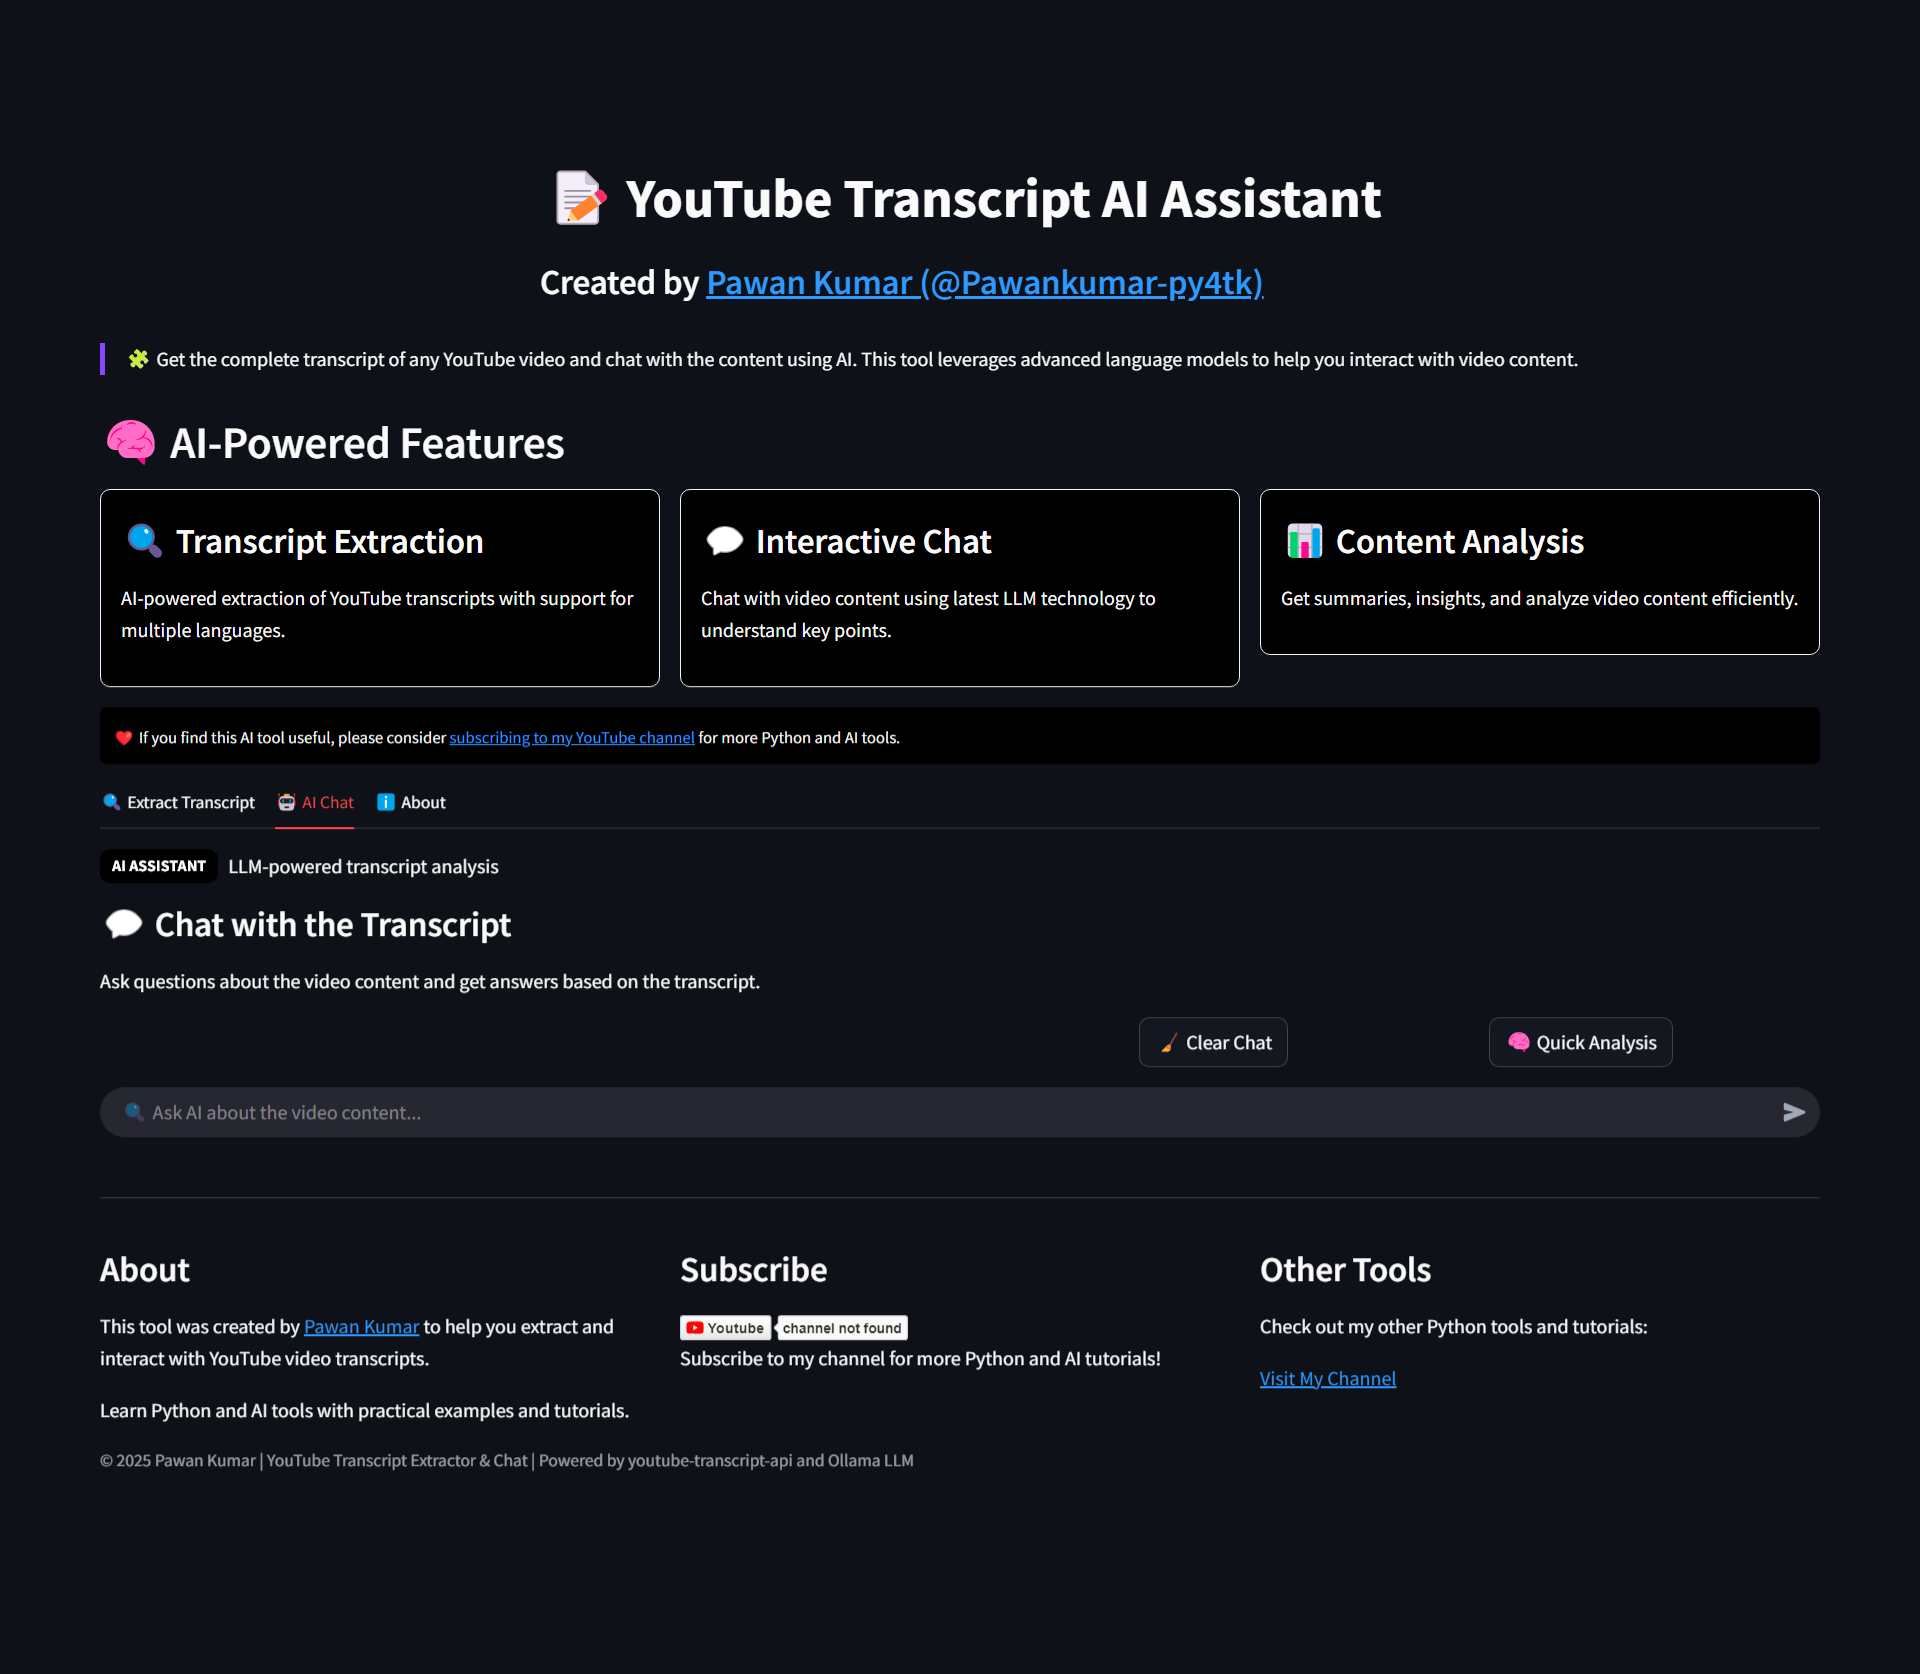 YouTube Transcript AI Assistant
Created by Pawan Kumar (@Pawankumar-py4tk)
Get the complete transcript of any YouTube video and chat with the content using AI. This tool leverages advanced language models to help you interact with video content.
AI-Powered Features
Transcript Extraction
AI-powered extraction of YouTube transcripts with support for
multiple languages.
Interactive Chat
Chat with video content using latest LLM technology to
understand key points.
Content Analysis
Get summaries, insights, and analyze video content efficiently.
If you find this AI tool useful, please consider subscribing to my YouTube channel for more Python and AI tools.
Extract Transcript AI Chat About
AI ASSISTANT LLM-powered transcript analysis
Chat with the Transcript
Ask questions about the video content and get answers based on the transcript.
Clear Chat Quick Analysis
Ask AI about the video content...
About
This tool was created by Pawan Kumar to help you extract and
interact with YouTube video transcripts.
Learn Python and AI tools with practical examples and tutorials.
Subscribe
Youtube channel not found
Subscribe to my channel for more Python and AI tutorials!
Other Tools
Check out my other Python tools and tutorials:
Visit My Channel
© 2025 Pawan Kumar | YouTube Transcript Extractor & Chat | Powered by youtube-transcript-api and Ollama LLM